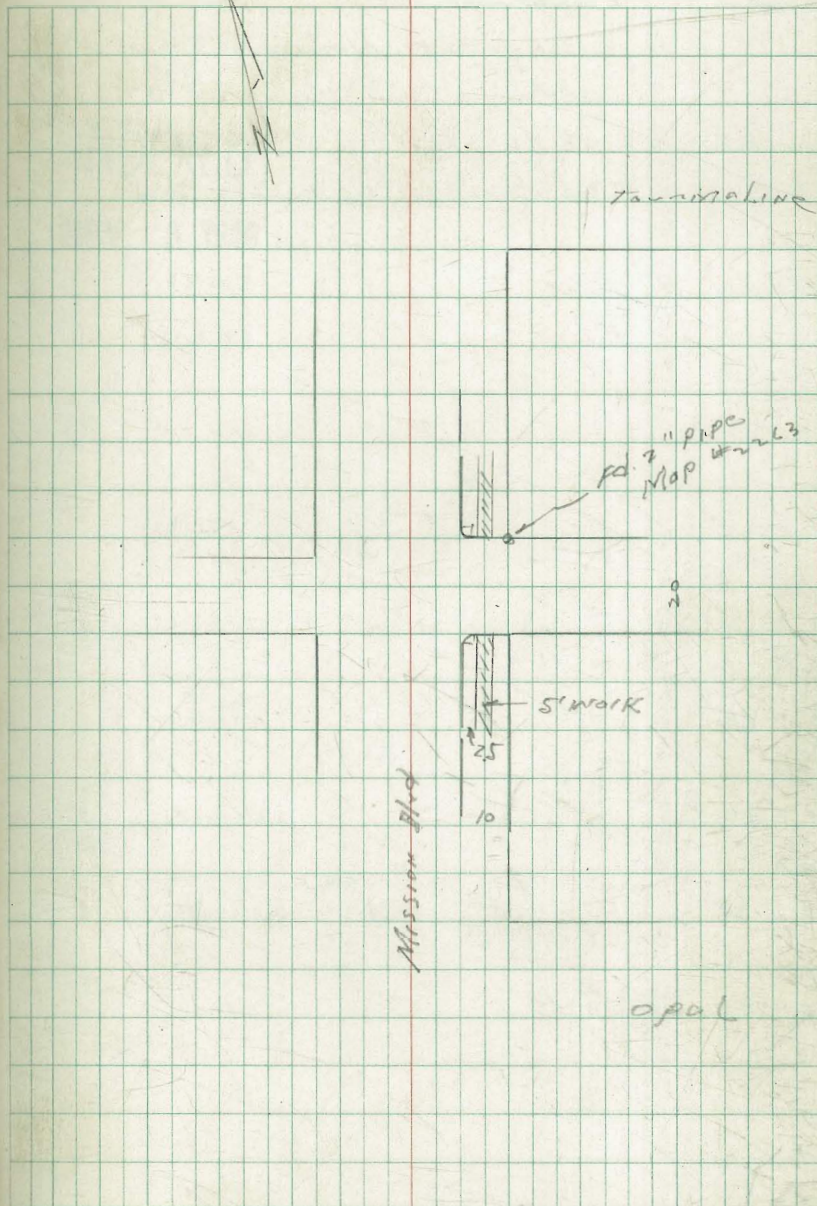 N
Tourmaline
Fd. 2" pipe
Map #2263
20
5' Walk
2.5
10
Mission Blvd
Opal